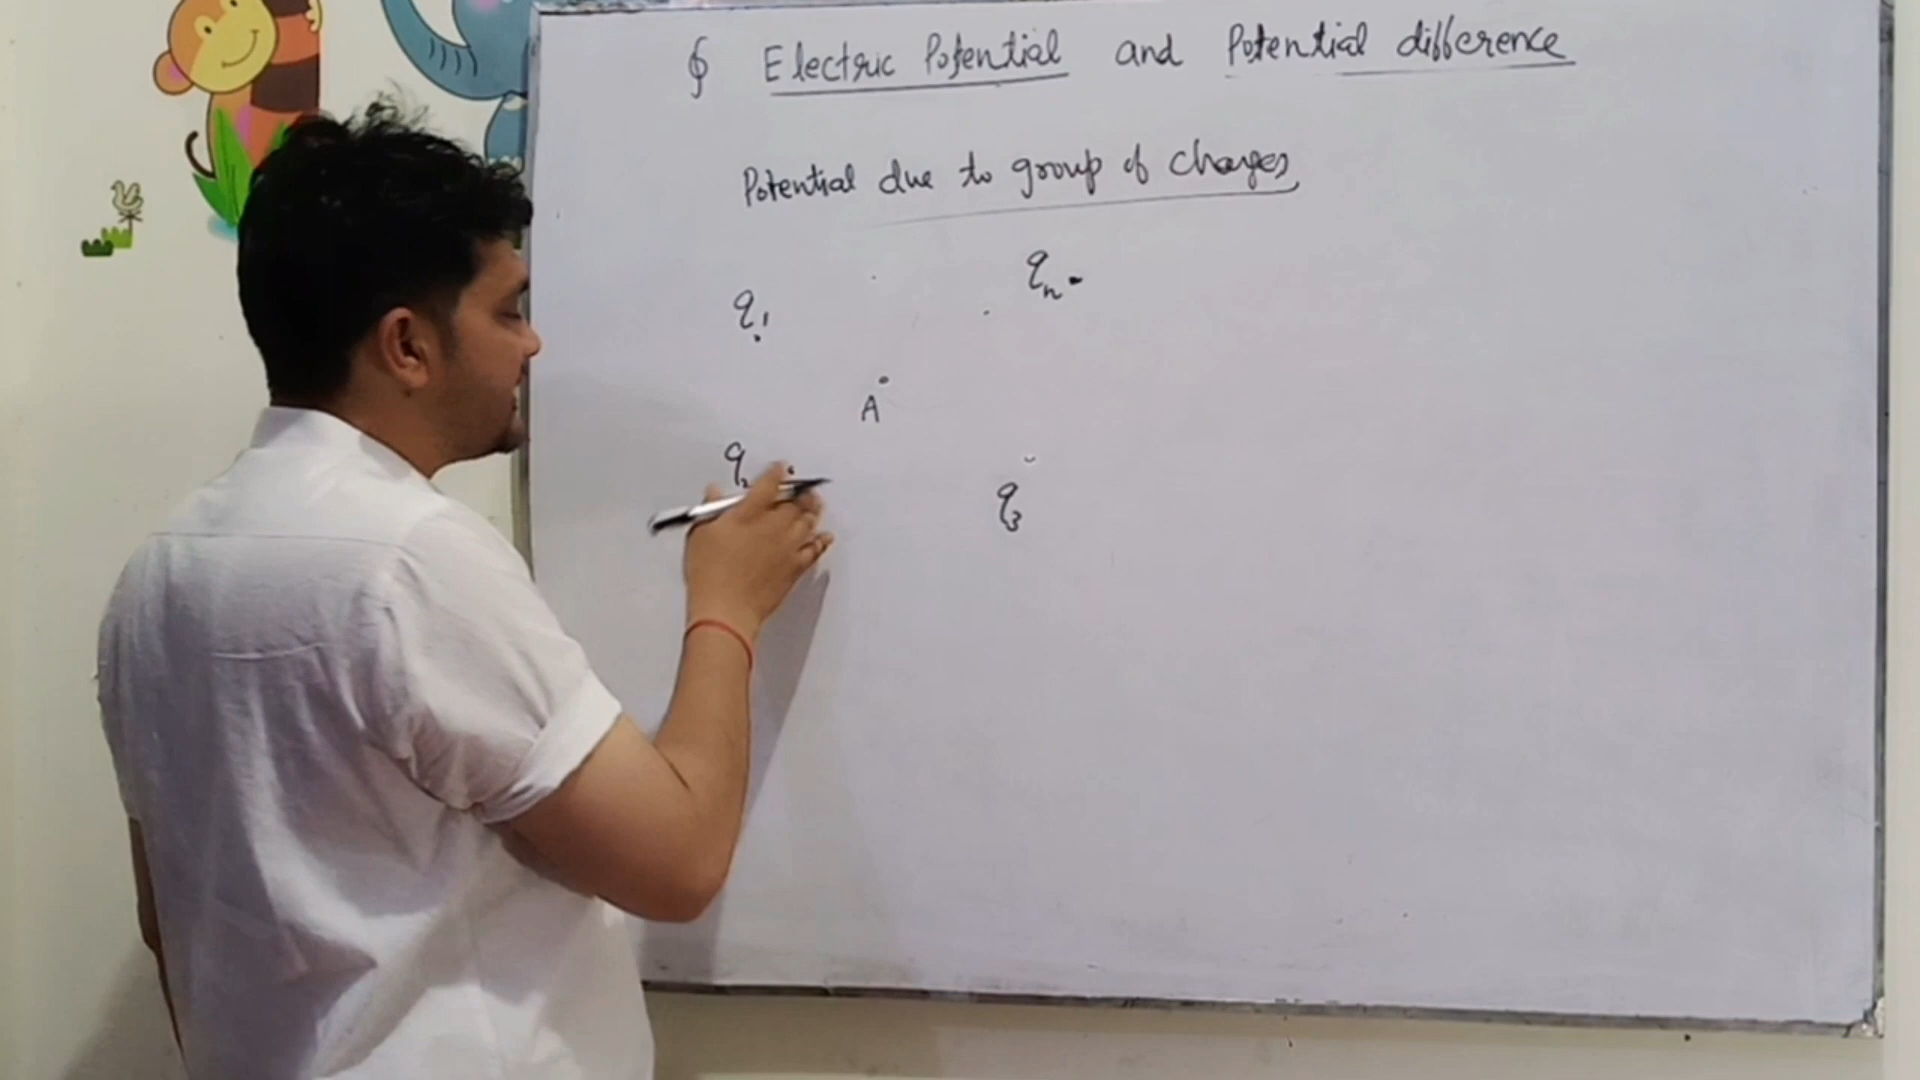 § Electric Potential and Potential difference
Potential due to group of charges
qn
q1
A
q2
q3